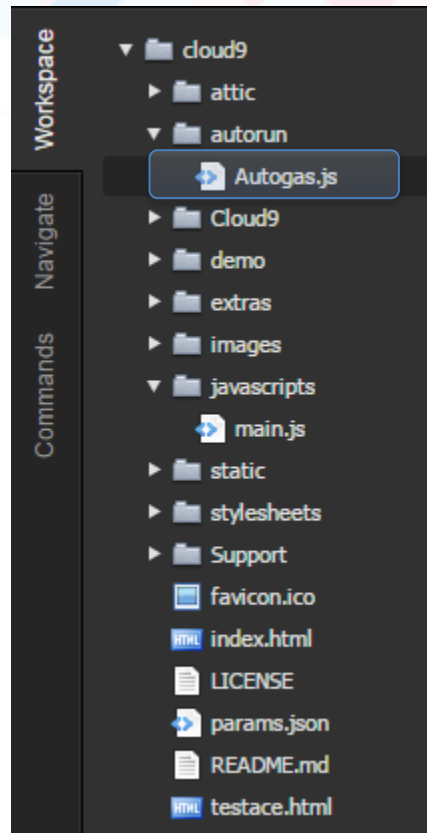 Workspace
Navigate
Commands
cloud9
attic
autorun
Autogas.js
Cloud9
demo
extras
images
javascripts
main.js
static
stylesheets
Support
favicon.ico
HTML index.html
LICENSE
params.json
README.md
HTML testace.html